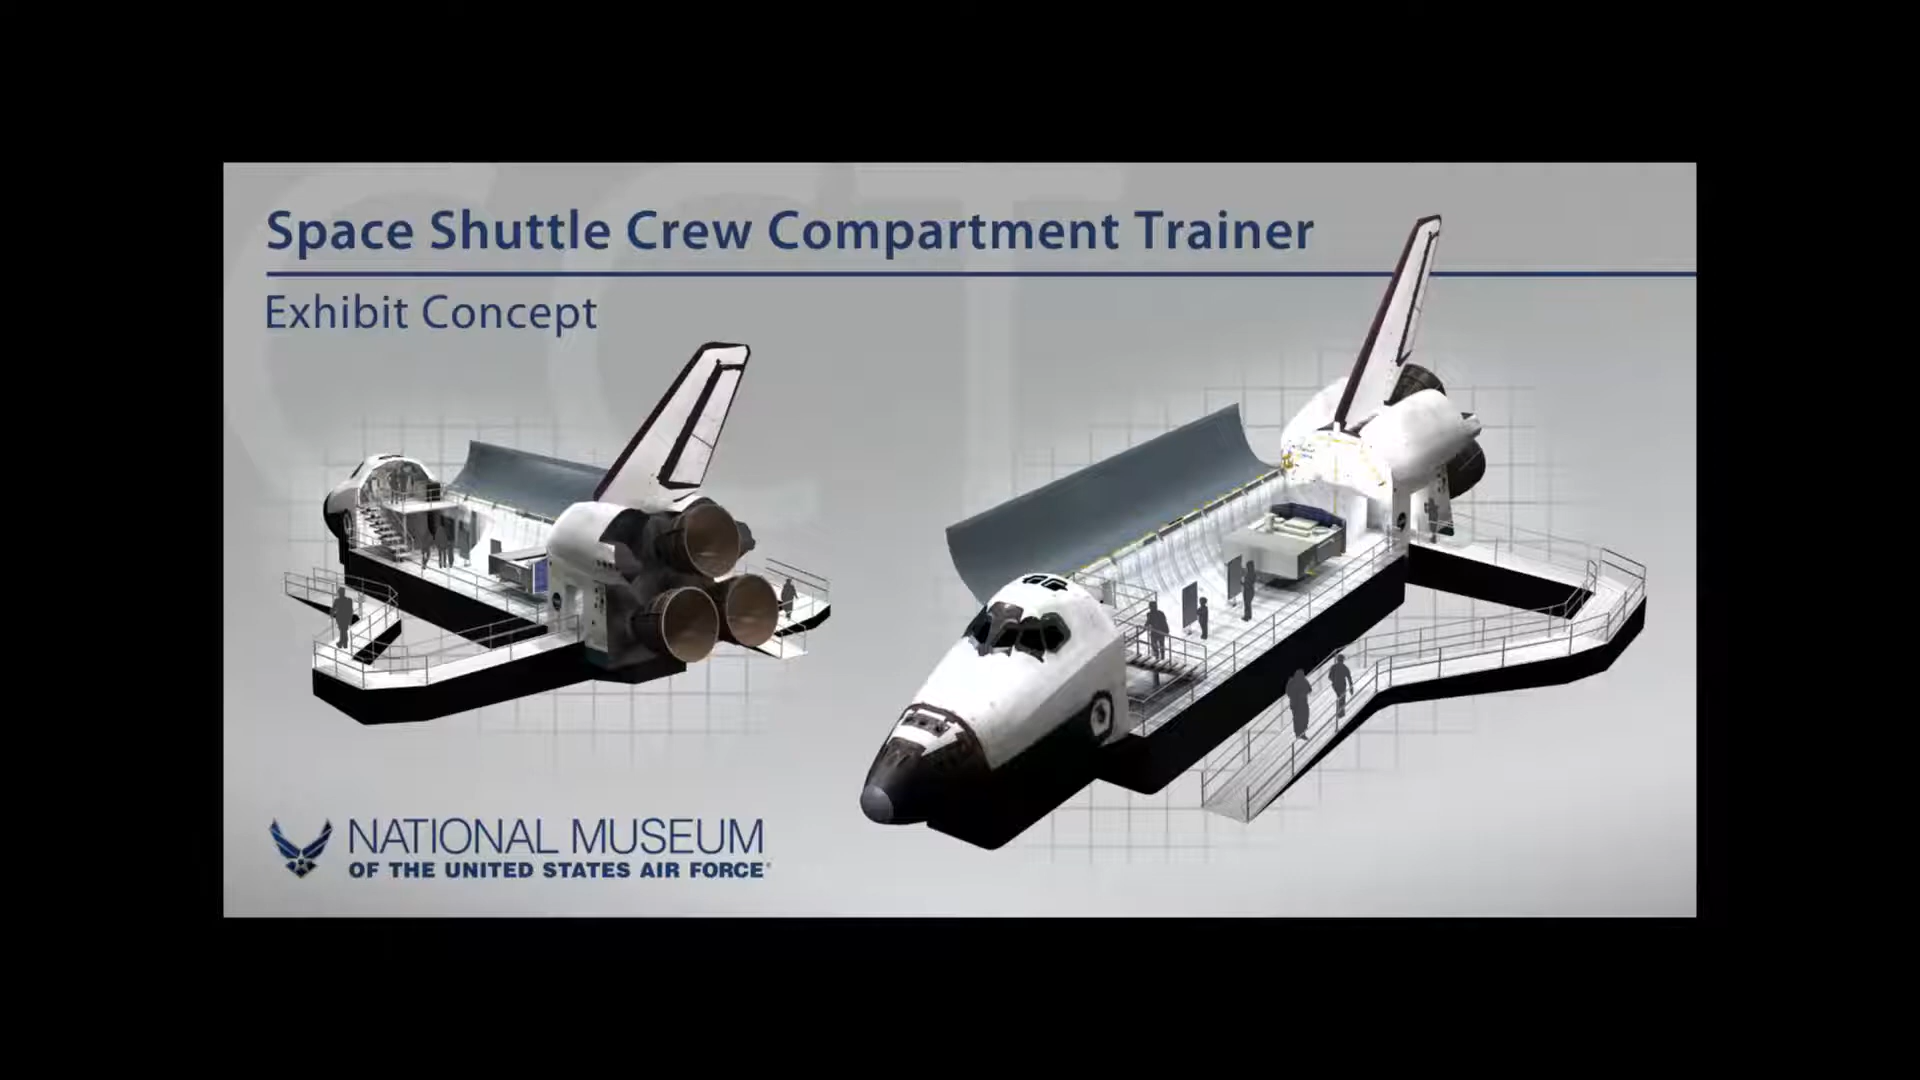 Space Shuttle Crew Compartment Trainer
Exhibit Concept
NATIONAL MUSEUM
OF THE UNITED STATES AIR FORCE